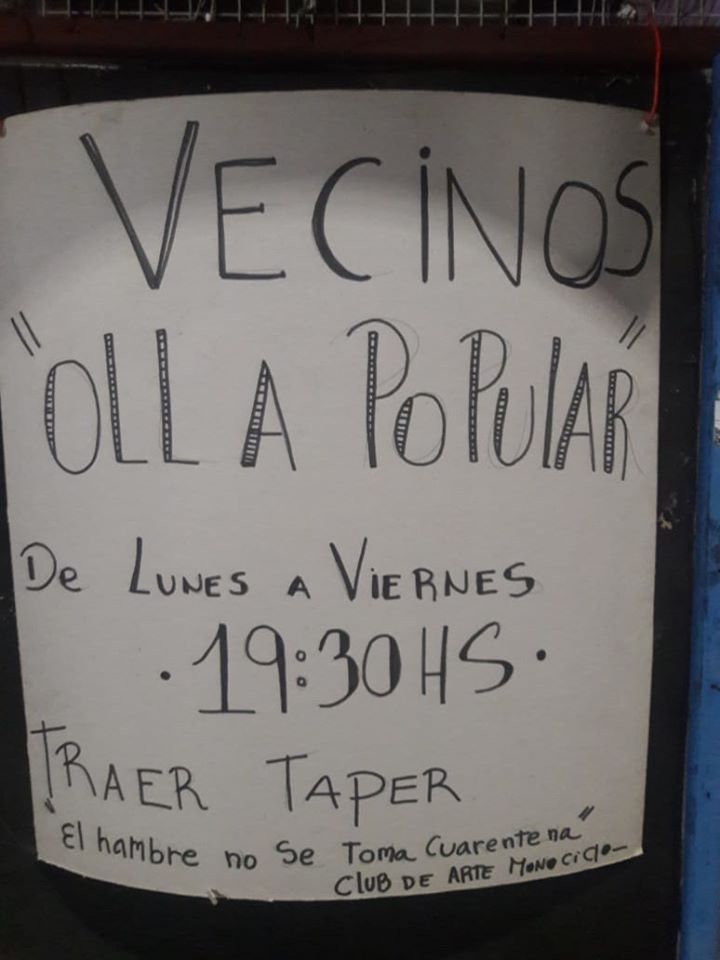 VECiNOS
"OLLA POPULAR"
De LUNES A ViERNES
·19:30HS·
TRAER TAPER
"El hambre no Se Toma Cuarentena"
CLUB DE ARTE MONOCiClO-